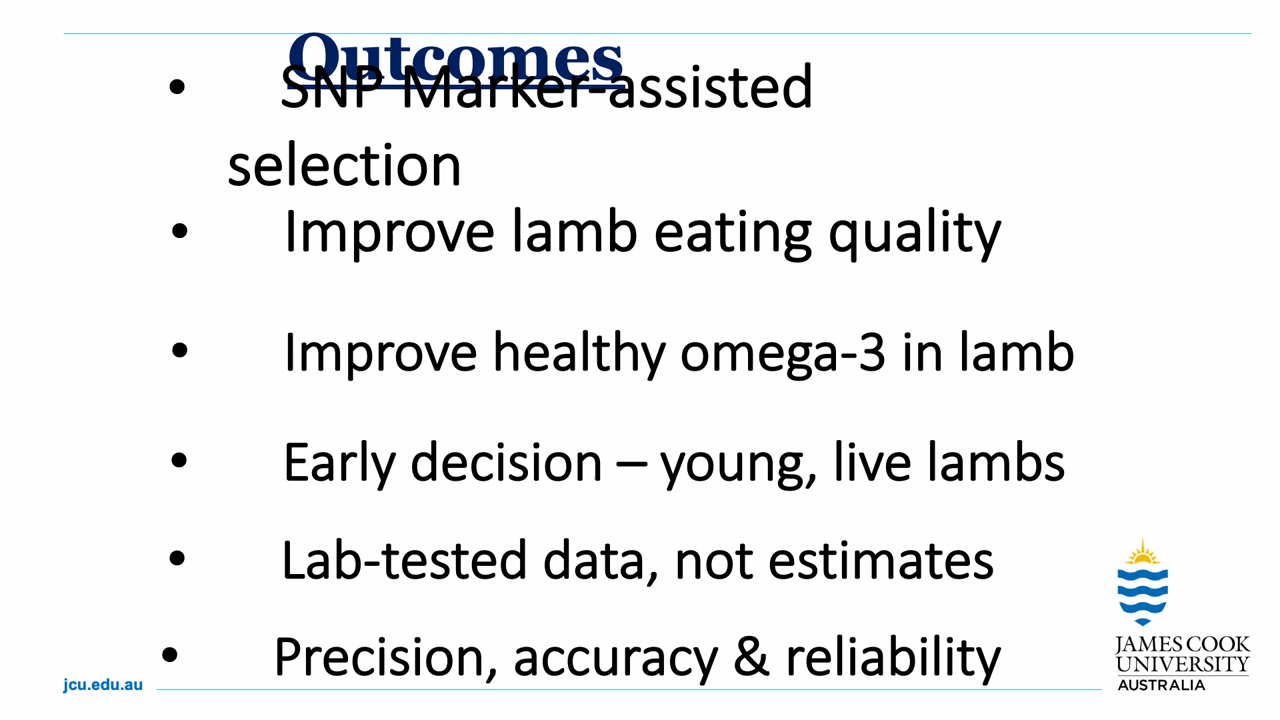 Outcomes
• SNP Marker-assisted
selection
• Improve lamb eating quality
• Improve healthy omega-3 in lamb
• Early decision – young, live lambs
• Lab-tested data, not estimates
• Precision, accuracy & reliability
jcu.edu.au
JAMES COOK
UNIVERSITY
AUSTRALIA